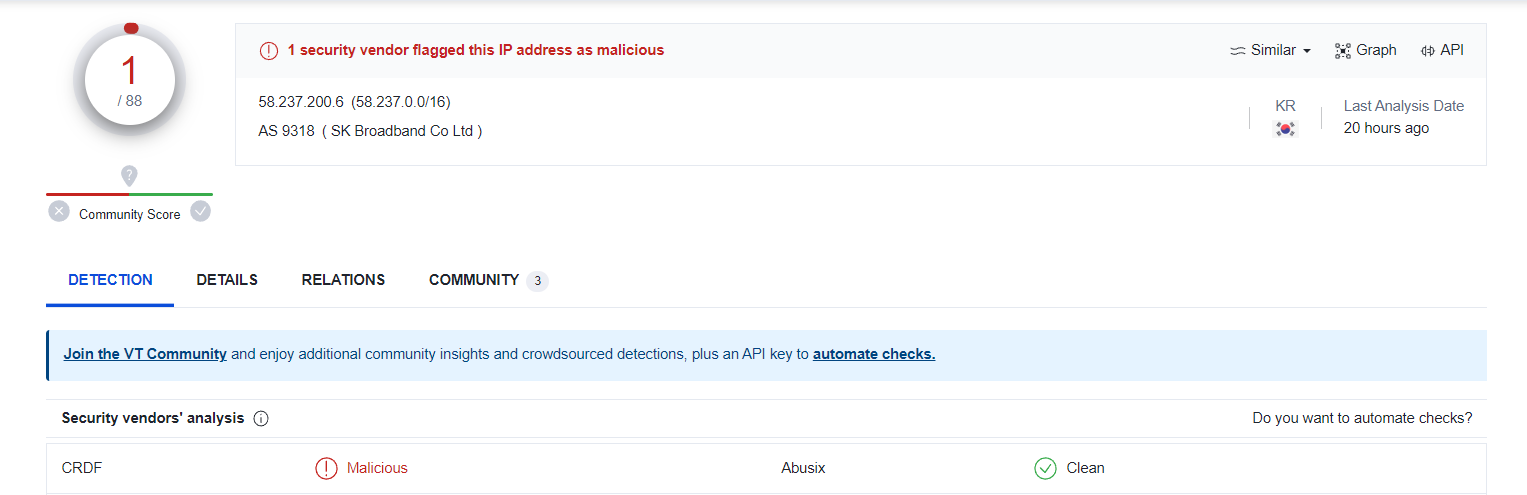 1
/ 88
Community Score
1 security vendor flagged this IP address as malicious
Similar
Graph
API
58.237.200.6 (58.237.0.0/16)
AS 9318 ( SK Broadband Co Ltd )
KR
Last Analysis Date
20 hours ago
DETECTION
DETAILS
RELATIONS
COMMUNITY 3
Join the VT Community and enjoy additional community insights and crowdsourced detections, plus an API key to automate checks.
Security vendors' analysis
Do you want to automate checks?
CRDF
Malicious
Abusix
Clean